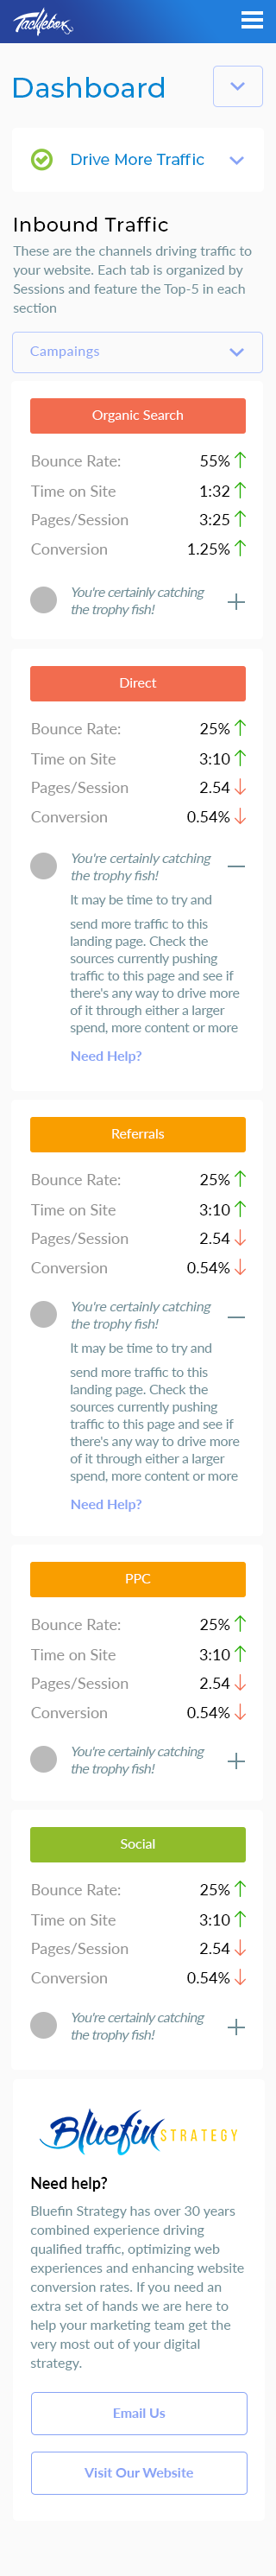 Tacklebox
Dashboard
Drive More Traffic
Inbound Traffic
These are the channels driving traffic to
your website. Each tab is organized by
Sessions and feature the Top-5 in each
section
Campaings
Organic Search
Bounce Rate: 55%
Time on Site 1:32
Pages/Session 3:25
Conversion 1.25%
You're certainly catching
the trophy fish!
Direct
Bounce Rate: 25%
Time on Site 3:10
Pages/Session 2.54
Conversion 0.54%
You're certainly catching
the trophy fish!
It may be time to try and
send more traffic to this
landing page. Check the
sources currently pushing
traffic to this page and see if
there's any way to drive more
of it through either a larger
spend, more content or more
Need Help?
Referrals
Bounce Rate: 25%
Time on Site 3:10
Pages/Session 2.54
Conversion 0.54%
You're certainly catching
the trophy fish!
It may be time to try and
send more traffic to this
landing page. Check the
sources currently pushing
traffic to this page and see if
there's any way to drive more
of it through either a larger
spend, more content or more
Need Help?
PPC
Bounce Rate: 25%
Time on Site 3:10
Pages/Session 2.54
Conversion 0.54%
You're certainly catching
the trophy fish!
Social
Bounce Rate: 25%
Time on Site 3:10
Pages/Session 2.54
Conversion 0.54%
You're certainly catching
the trophy fish!
Bluefin STRATEGY
Need help?
Bluefin Strategy has over 30 years
combined experience driving
qualified traffic, optimizing web
experiences and enhancing website
conversion rates. If you need an
extra set of hands we are here to
help your marketing team get the
very most out of your digital
strategy.
Email Us
Visit Our Website